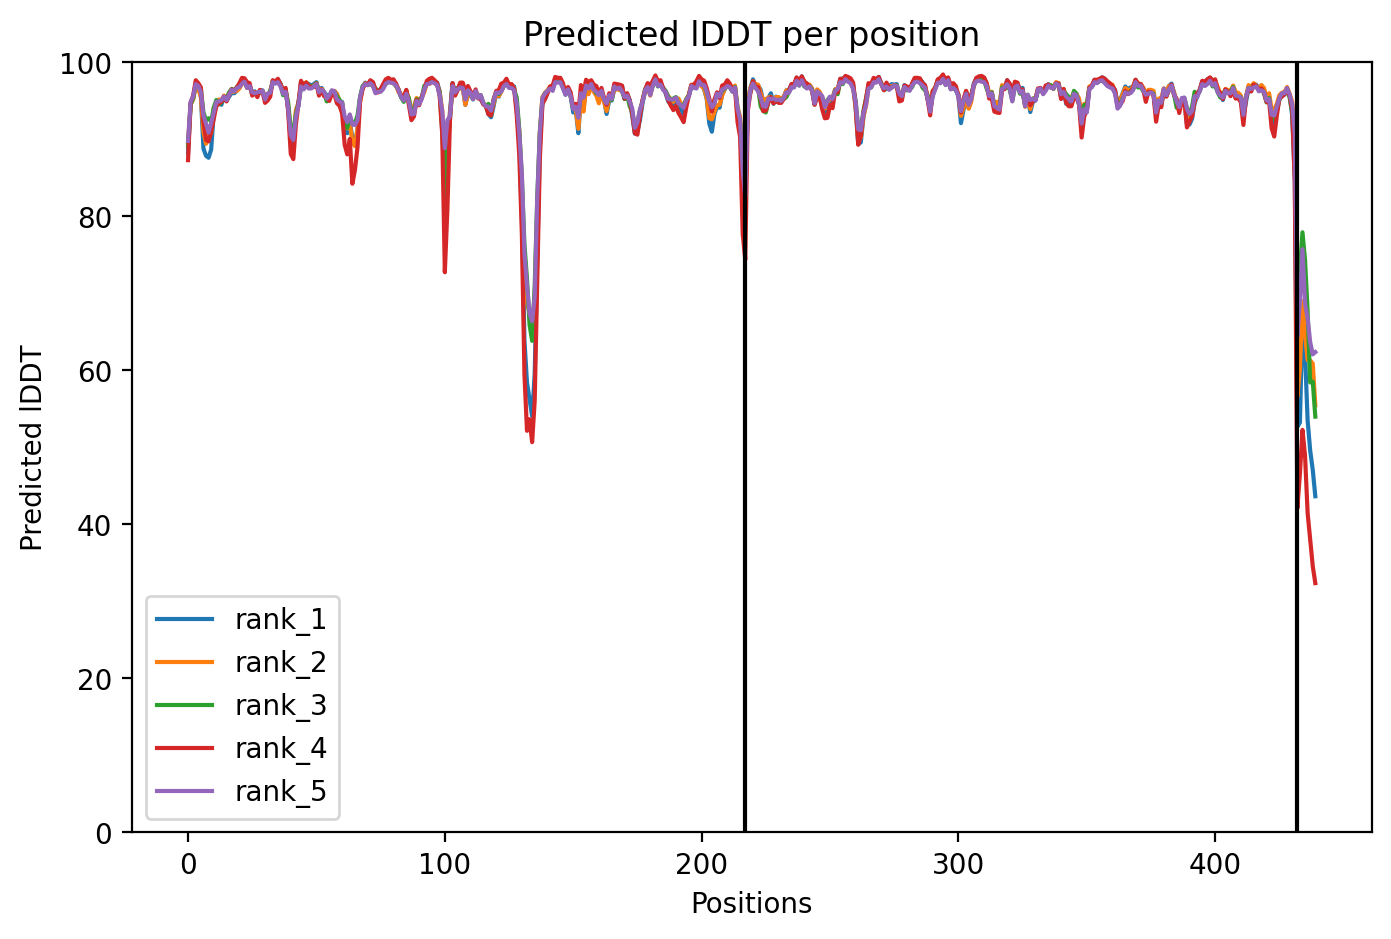 Predicted lDDT per position
Predicted lDDT
100
80
60
40
20
0
rank_1
rank_2
rank_3
rank_4
rank_5
0 100 200 300 400
Positions